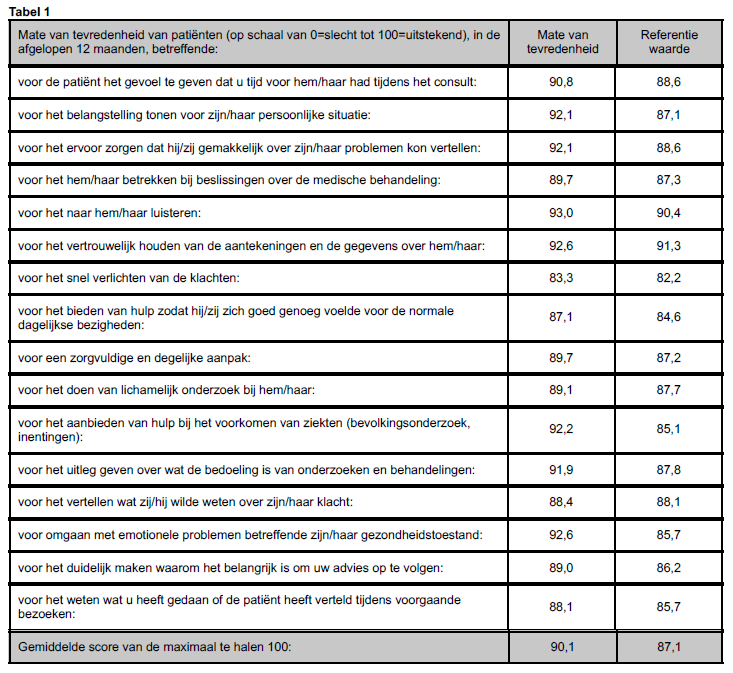 Tabel 1
Mate van tevredenheid van patiënten (op schaal van 0=slecht tot 100=uitstekend), in de
afgelopen 12 maanden, betreffende:
Mate van
tevredenheid
Referentie
waarde
voor de patiënt het gevoel te geven dat u tijd voor hem/haar had tijdens het consult: 90,8 88,6
voor het belangstelling tonen voor zijn/haar persoonlijke situatie: 92,1 87,1
voor het ervoor zorgen dat hij/zij gemakkelijk over zijn/haar problemen kon vertellen: 92,1 88,6
voor het hem/haar betrekken bij beslissingen over de medische behandeling: 89,7 87,3
voor het naar hem/haar luisteren: 93,0 90,4
voor het vertrouwelijk houden van de aantekeningen en de gegevens over hem/haar: 92,6 91,3
voor het snel verlichten van de klachten: 83,3 82,2
voor het bieden van hulp zodat hij/zij zich goed genoeg voelde voor de normale
dagelijkse bezigheden: 87,1 84,6
voor een zorgvuldige en degelijke aanpak: 89,7 87,2
voor het doen van lichamelijk onderzoek bij hem/haar: 89,1 87,7
voor het aanbieden van hulp bij het voorkomen van ziekten (bevolkingsonderzoek,
inentingen): 92,2 85,1
voor het uitleg geven over wat de bedoeling is van onderzoeken en behandelingen: 91,9 87,8
voor het vertellen wat zij/hij wilde weten over zijn/haar klacht: 88,4 88,1
voor omgaan met emotionele problemen betreffende zijn/haar gezondheidstoestand: 92,6 85,7
voor het duidelijk maken waarom het belangrijk is om uw advies op te volgen: 89,0 86,2
voor het weten wat u heeft gedaan of de patiënt heeft verteld tijdens voorgaande
bezoeken: 88,1 85,7
Gemiddelde score van de maximaal te halen 100: 90,1 87,1